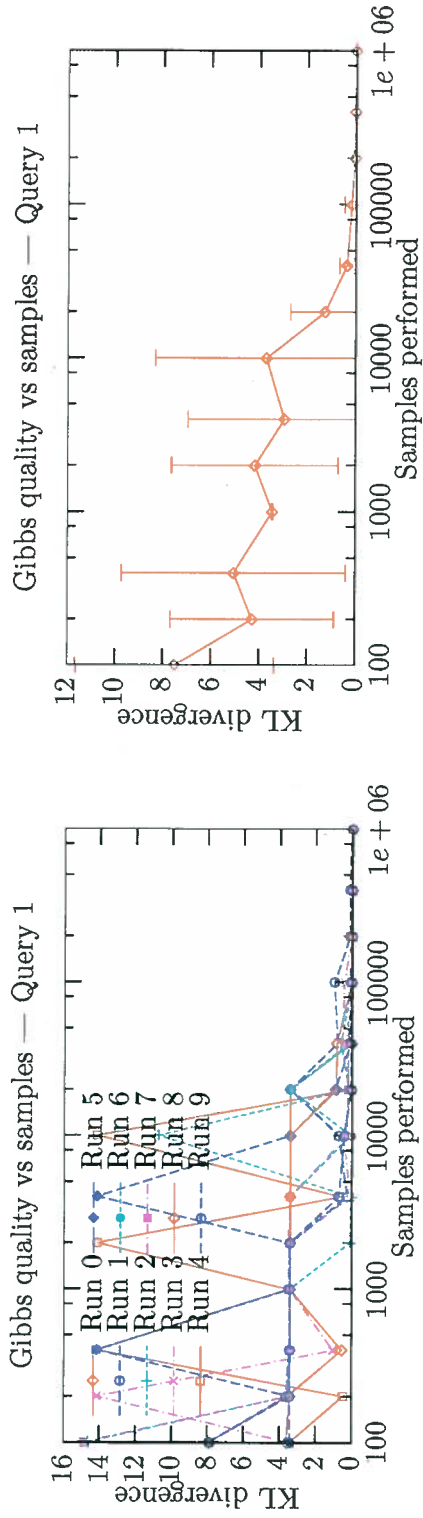 Gibbs quality vs samples — Query 1
16
14
12
10
8
6
4
2
0
KL divergence
Run 0
Run 1
Run 2
Run 3
Run 4
Run 5
Run 6
Run 7
Run 8
Run 9
100
1000
10000
100000
1e + 06
Samples performed
Gibbs quality vs samples — Query 1
12
10
8
6
4
2
0
KL divergence
100
1000
10000
100000
1e + 06
Samples performed